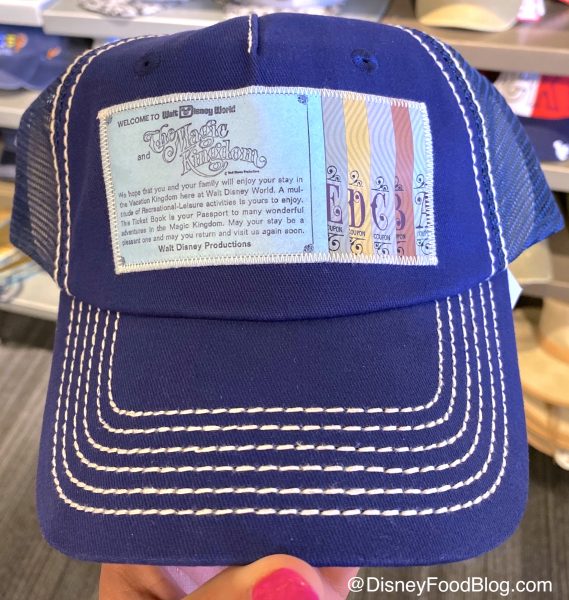 WELCOME TO Walt Disney World
and The Magic
Kingdom
We hope that you and your family will enjoy your stay in
the Vacation Kingdom here at Walt Disney World. A mul-
titude of Recreational-Leisure activities is yours to enjoy.
This Ticket Book is your Passport to many wonderful
adventures in the Magic Kingdom. May your stay be a
pleasant one and may you return and visit us again soon.
Walt Disney Productions
E D C B
COUPON COUPON COUPON
@DisneyFoodBlog.com